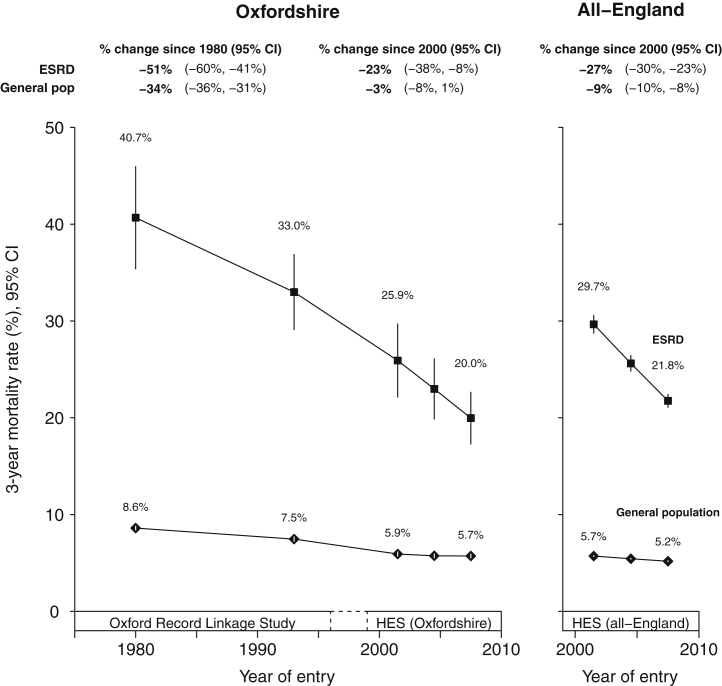 Oxfordshire
All−England
% change since 1980 (95% CI) % change since 2000 (95% CI) % change since 2000 (95% CI)
ESRD −51% (−60%, −41%) −23% (−38%, −8%) −27% (−30%, −23%)
General pop −34% (−36%, −31%) −3% (−8%, 1%) −9% (−10%, −8%)
3-year mortality rate (%), 95% CI
50
40
30
20
10
0
40.7%
33.0%
25.9%
20.0%
8.6%
7.5%
5.9%
5.7%
29.7%
ESRD
21.8%
General population
5.7%
5.2%
Oxford Record Linkage Study HES (Oxfordshire) HES (all−England)
1980 1990 2000 2010 2000 2010
Year of entry Year of entry